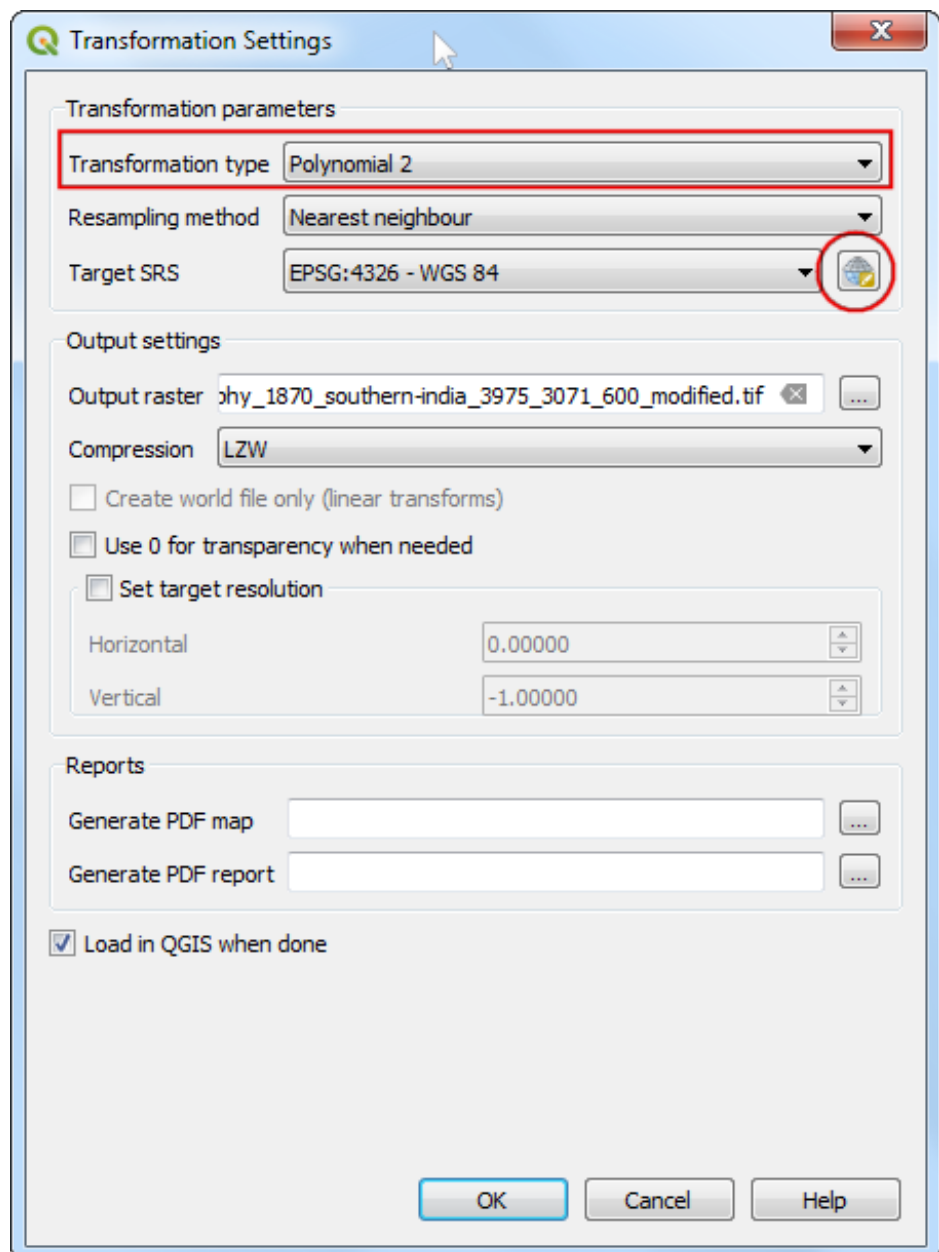 Transformation Settings
Transformation parameters
Transformation type Polynomial 2
Resampling method Nearest neighbour
Target SRS EPSG:4326 - WGS 84
Output settings
Output raster phy_1870_southern-india_3975_3071_600_modified.tif ...
Compression LZW
Create world file only (linear transforms)
Use 0 for transparency when needed
Set target resolution
Horizontal 0.00000
Vertical -1.00000
Reports
Generate PDF map ...
Generate PDF report ...
Load in QGIS when done
OK Cancel Help